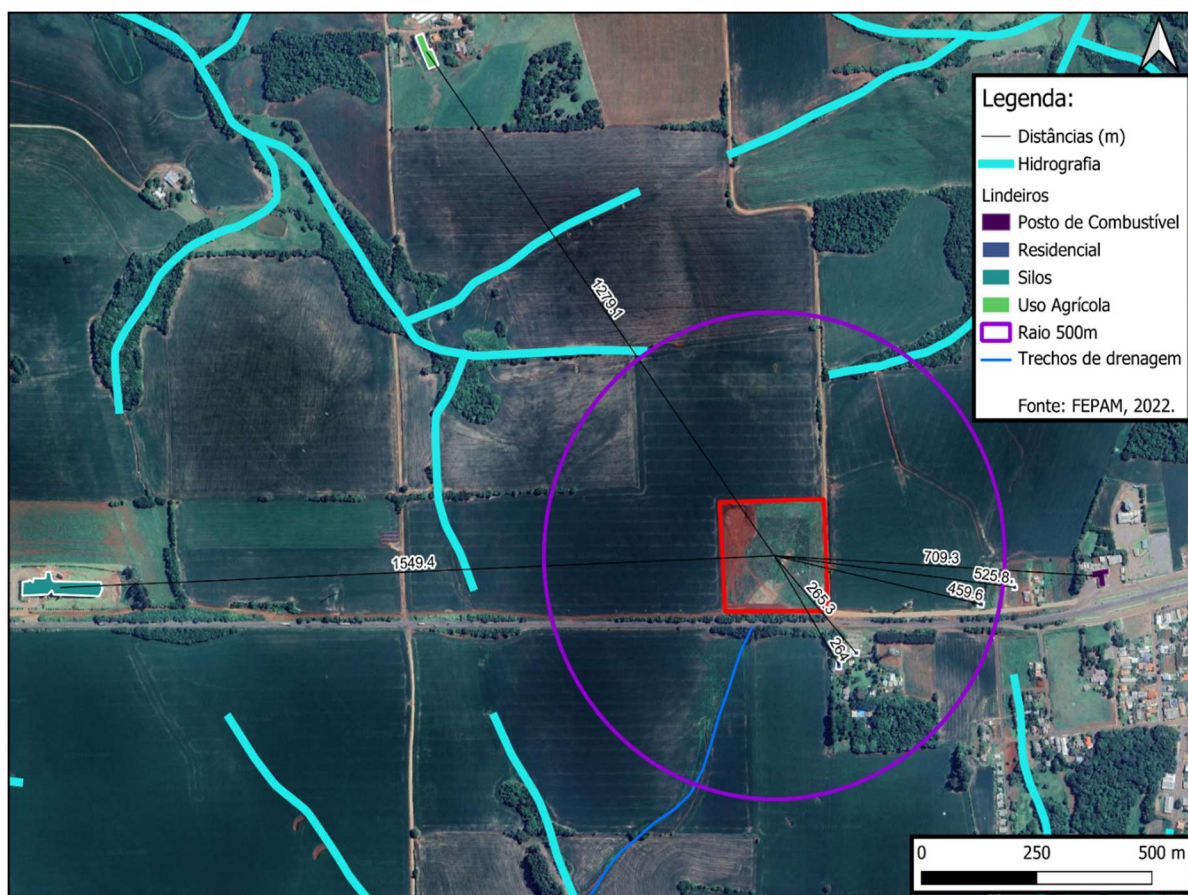 Legenda:
Distâncias (m)
Hidrografia
Lindeiros
Posto de Combustível
Residencial
Silos
Uso Agrícola
Raio 500m
Trechos de drenagem
Fonte: FEPAM, 2022.
1279.1
1549.4
709.3
525.8
459.6
265.3
264
0 250 500 m